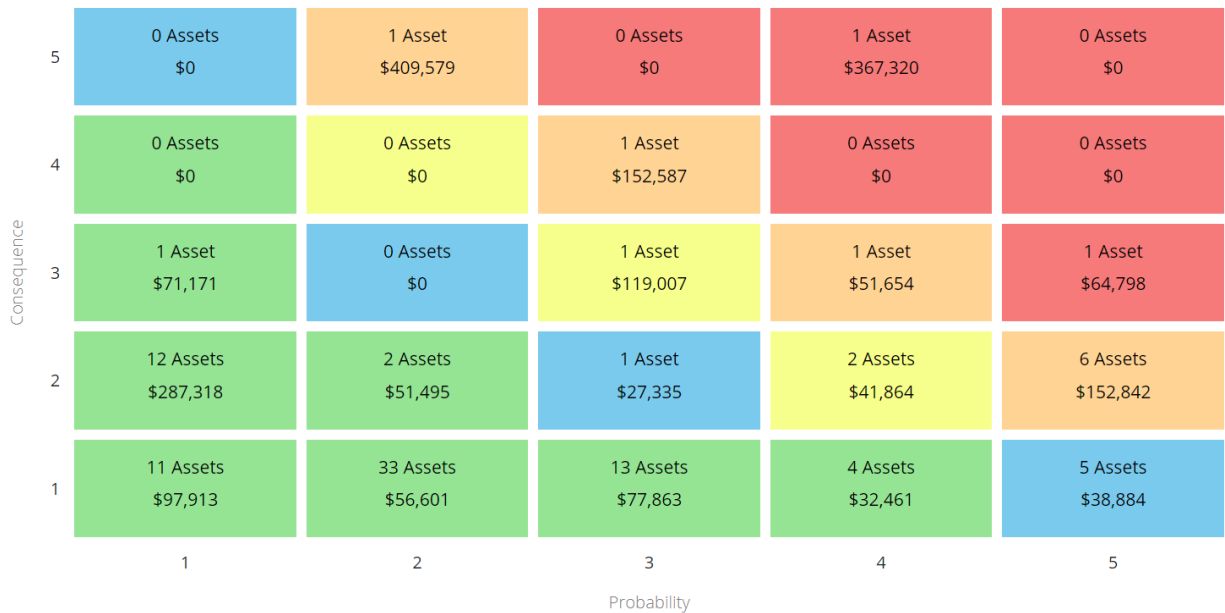 5
0 Assets
$0
1 Asset
$409,579
0 Assets
$0
1 Asset
$367,320
0 Assets
$0
4
0 Assets
$0
0 Assets
$0
1 Asset
$152,587
0 Assets
$0
0 Assets
$0
Consequence
3
1 Asset
$71,171
0 Assets
$0
1 Asset
$119,007
1 Asset
$51,654
1 Asset
$64,798
2
12 Assets
$287,318
2 Assets
$51,495
1 Asset
$27,335
2 Assets
$41,864
6 Assets
$152,842
1
11 Assets
$97,913
33 Assets
$56,601
13 Assets
$77,863
4 Assets
$32,461
5 Assets
$38,884
1
2
3
4
5
Probability